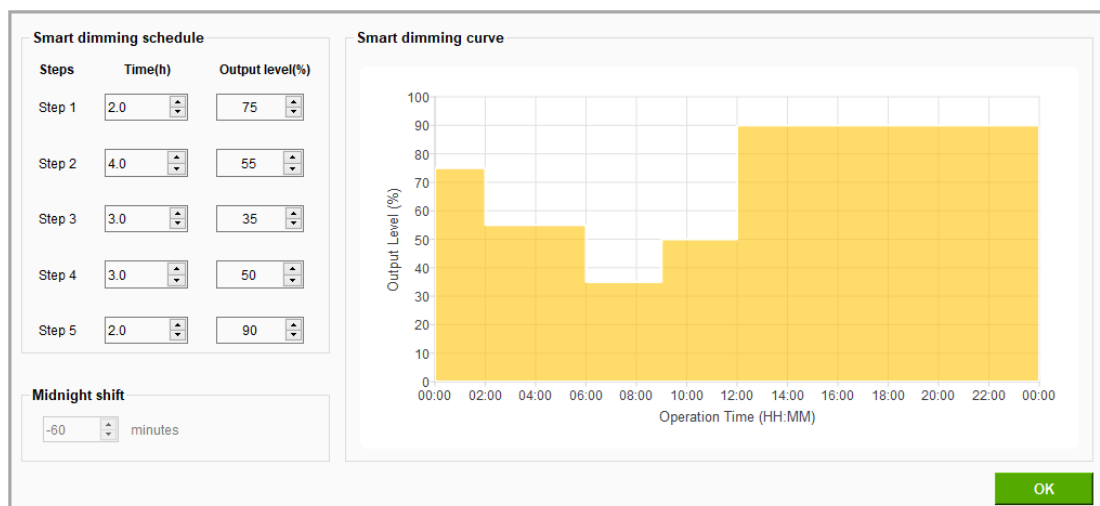 Smart dimming schedule
Steps Time(h) Output level(%)
Step 1 2.0 75
Step 2 4.0 55
Step 3 3.0 35
Step 4 3.0 50
Step 5 2.0 90
Midnight shift
-60 minutes
Smart dimming curve
100
90
80
70
60
50
40
30
20
10
0
Output Level (%)
00:00 02:00 04:00 06:00 08:00 10:00 12:00 14:00 16:00 18:00 20:00 22:00 00:00
Operation Time (HH:MM)
OK